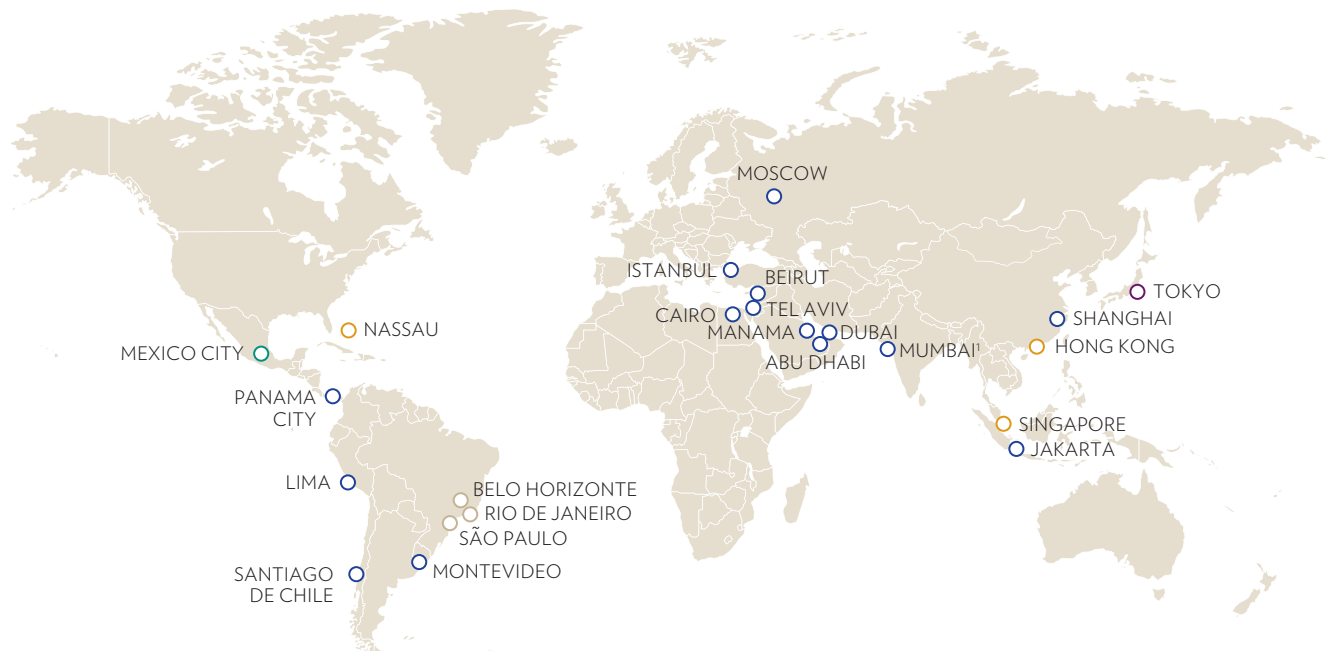 MOSCOW
ISTANBUL
BEIRUT
TOKYO
CAIRO
TEL AVIV
SHANGHAI
NASSAU
MANAMA
DUBAI
HONG KONG
MEXICO CITY
MUMBAI¹
ABU DHABI
PANAMA
CITY
SINGAPORE
JAKARTA
LIMA
BELO HORIZONTE
RIO DE JANEIRO
SÃO PAULO
MONTEVIDEO
SANTIAGO
DE CHILE